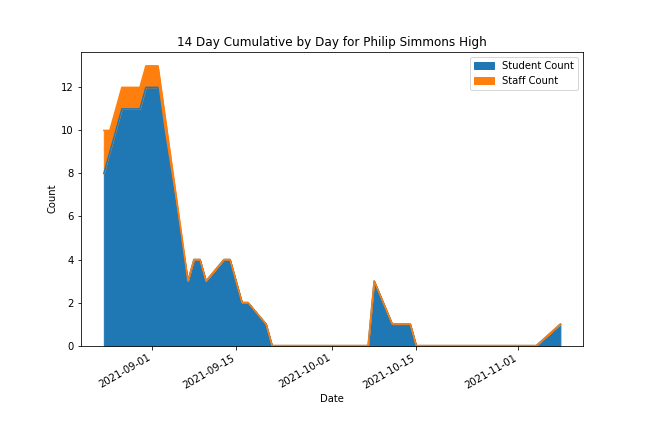 14 Day Cumulative by Day for Philip Simmons High
Student Count
Staff Count
Count
12
10
8
6
4
2
0
2021-09-01
2021-09-15
2021-10-01
2021-10-15
2021-11-01
Date